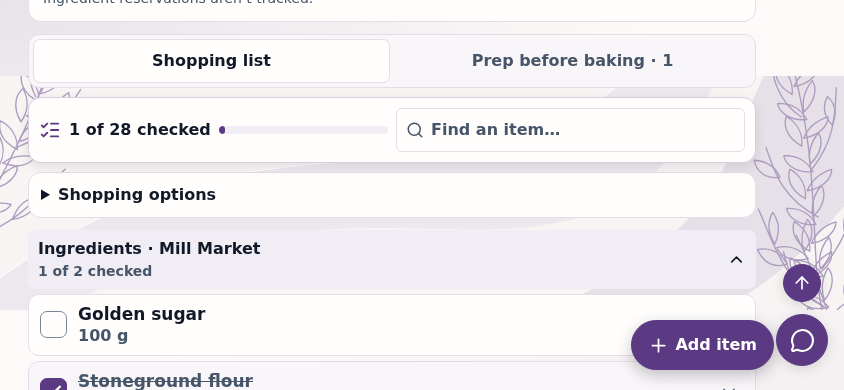 Ingredient reservations aren't tracked.
Shopping list
Prep before baking · 1
1 of 28 checked
Find an item…
Shopping options
Ingredients · Mill Market
1 of 2 checked
Golden sugar
100 g
Add item
Stoneground flour